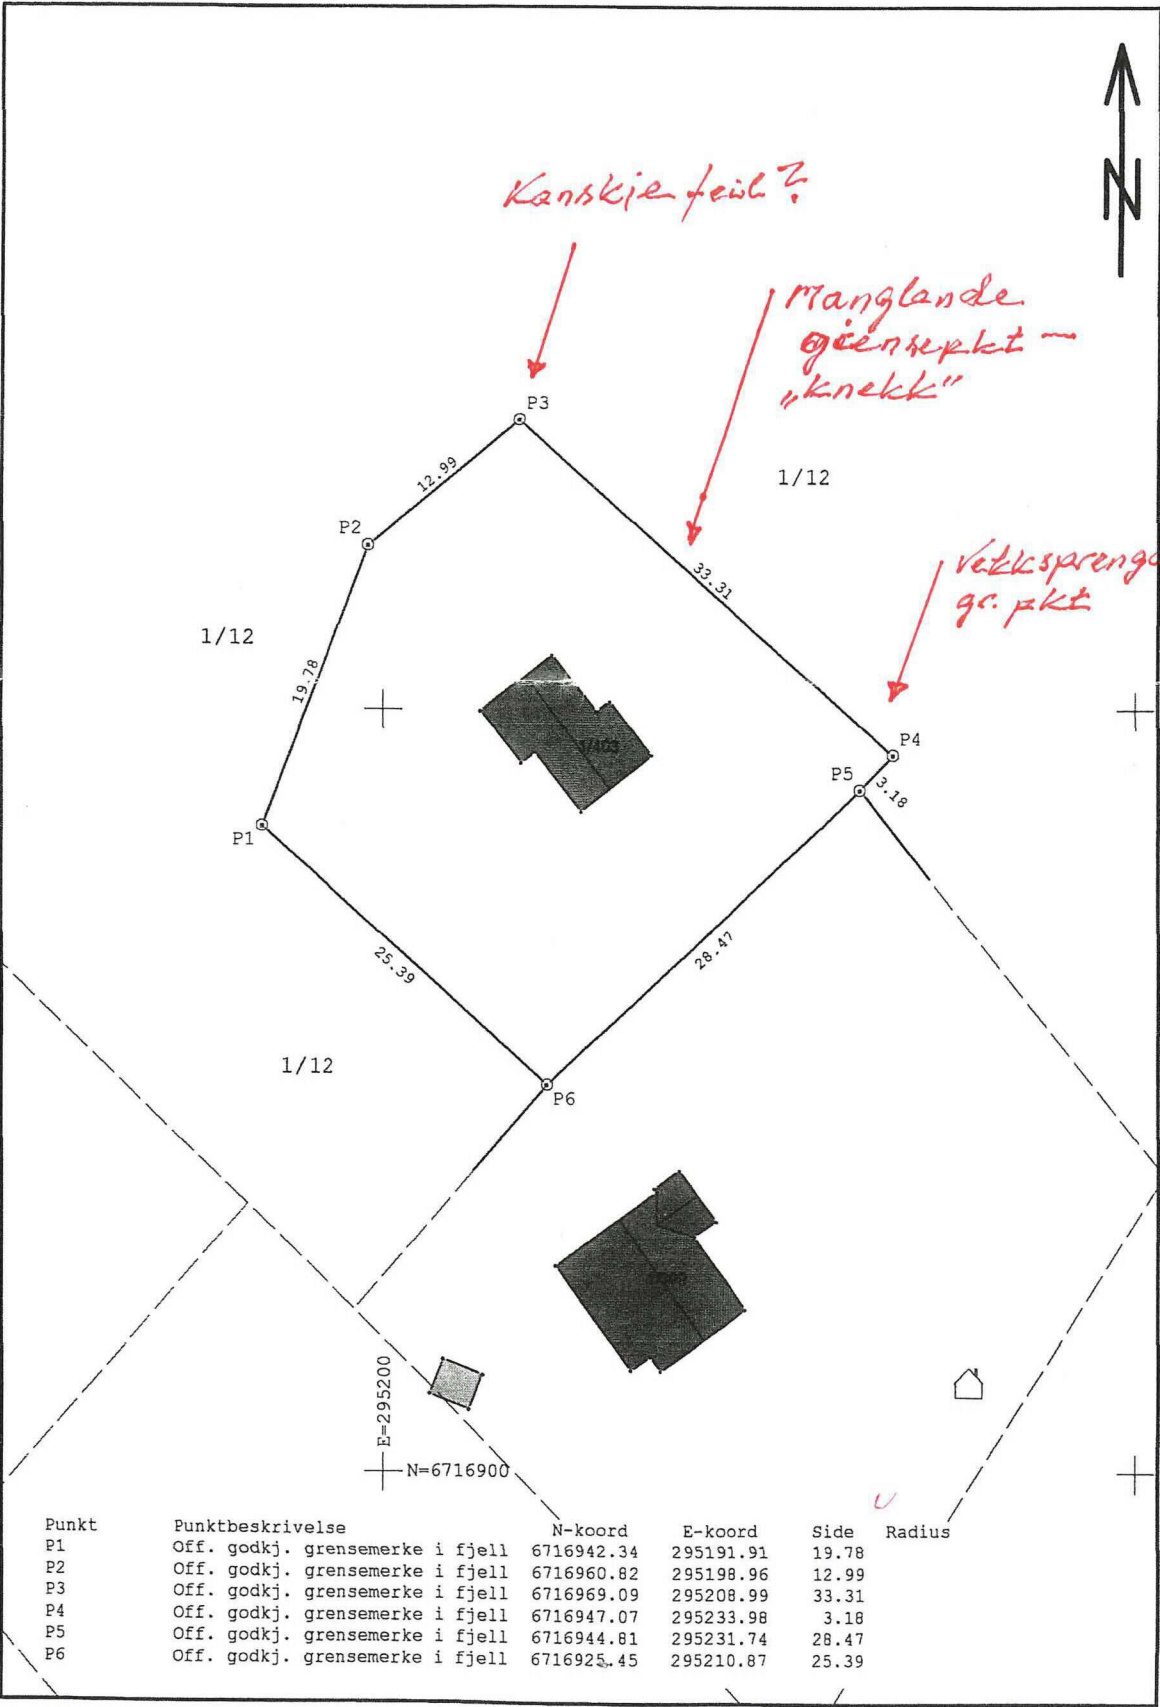 N
Kanskje feil?
Manglande
grensepkt –
„knekk"
P3
12.99
1/12
P2
33.31
gr. pkt
1/12
19.78
P4
P5
3.18
P1
25.39
28.47
1/12
P6
E=295200
N=6716900
Punkt Punktbeskrivelse N-koord E-koord Side Radius
P1 Off. godkj. grensemerke i fjell 6716942.34 295191.91 19.78
P2 Off. godkj. grensemerke i fjell 6716960.82 295198.96 12.99
P3 Off. godkj. grensemerke i fjell 6716969.09 295208.99 33.31
P4 Off. godkj. grensemerke i fjell 6716947.07 295233.98 3.18
P5 Off. godkj. grensemerke i fjell 6716944.81 295231.74 28.47
P6 Off. godkj. grensemerke i fjell 6716925.45 295210.87 25.39